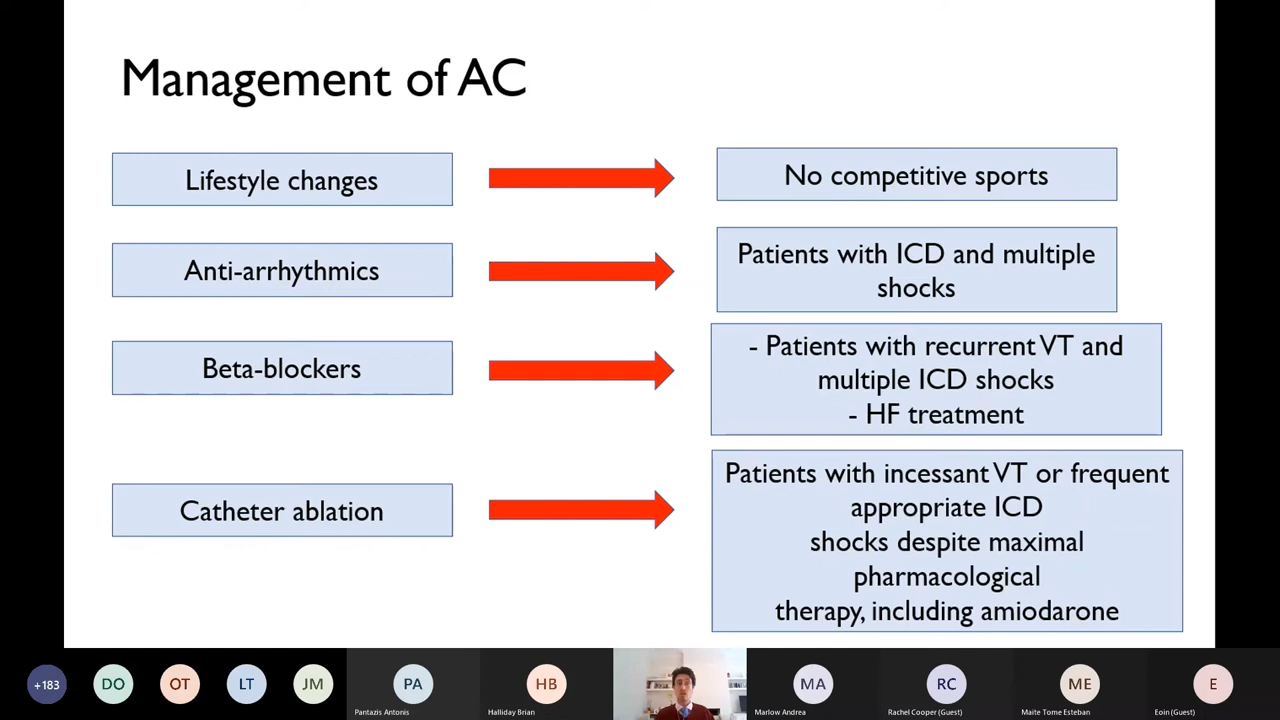 Management of AC
Lifestyle changes
No competitive sports
Anti-arrhythmics
Patients with ICD and multiple
shocks
Beta-blockers
- Patients with recurrent VT and
multiple ICD shocks
- HF treatment
Catheter ablation
Patients with incessant VT or frequent
appropriate ICD
shocks despite maximal
pharmacological
therapy, including amiodarone
+183
DO
OT
LT
JM
PA
Pantazis Antonis
HB
Halliday Brian
MA
Marlow Andrea
RC
Rachel Cooper (Guest)
ME
Maite Tome Esteban
E
Eoin (Guest)